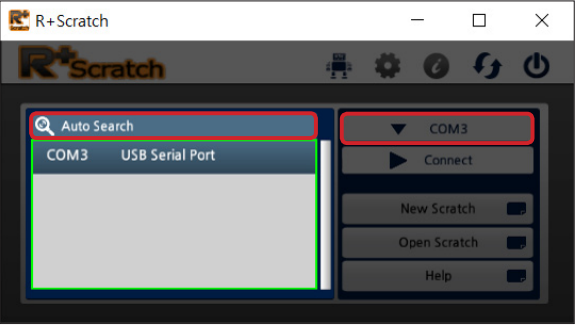 R+Scratch
R+Scratch
Auto Search
COM3 USB Serial Port
COM3
Connect
New Scratch
Open Scratch
Help